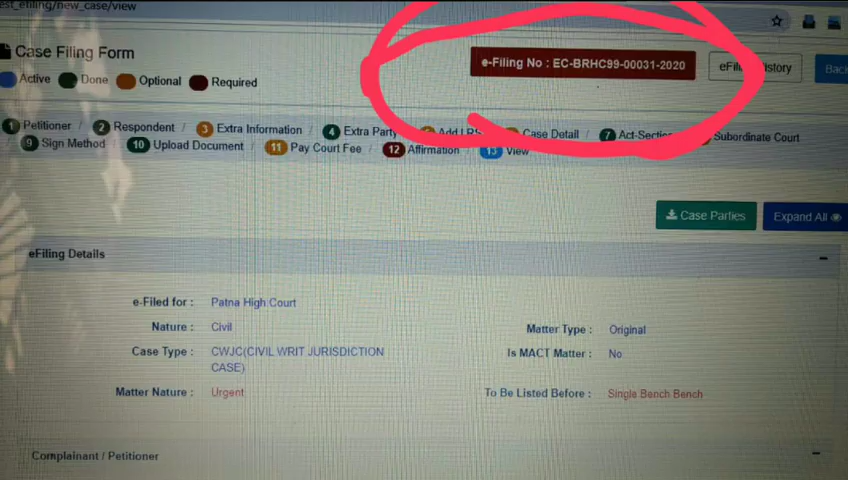 est_efiling/new_case/view
Case Filing Form
e-Filing No : EC-BRHC99-00031-2020
Active Done Optional Required
1 Petitioner / 2 Respondent / 3 Extra Information / 4 Extra Party Case Detail / 7 Subordinate Court
/ 9 Sign Method / 10 Upload Document / 11 Pay Court Fee / 12 Affirmation / 13 View
Case Parties Expand All
eFiling Details
e-Filed for : Patna High Court
Nature : Civil Matter Type : Original
Case Type : CWJC(CIVIL WRIT JURISDICTION Is MACT Matter : No
CASE)
Matter Nature : Urgent To Be Listed Before : Single Bench Bench
Complainant / Petitioner